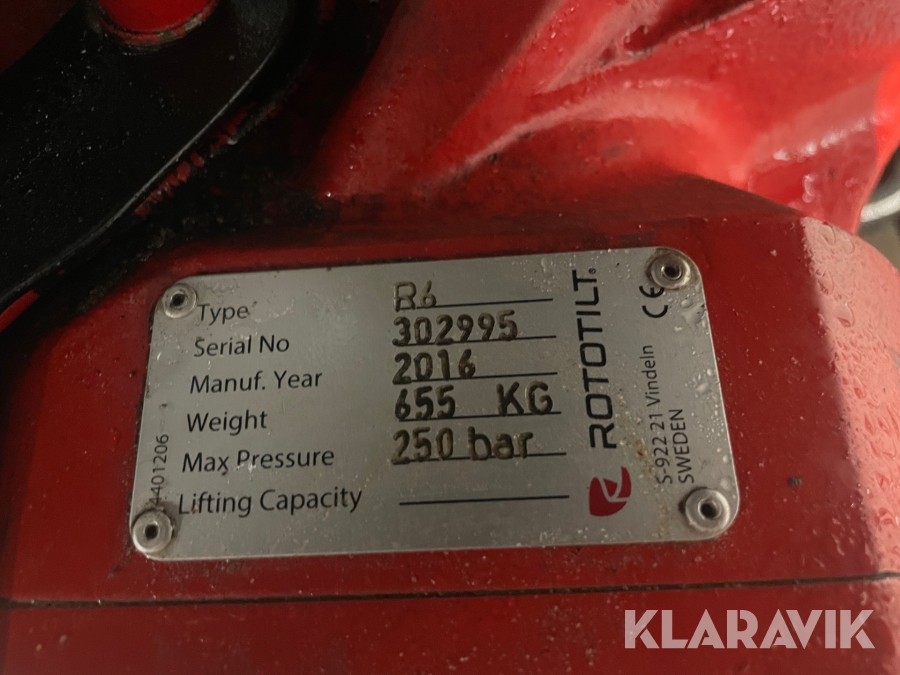 Type R6
Serial No 302995
Manuf. Year 2016
Weight 655 KG
Max Pressure 250 bar
Lifting Capacity
4401206
ROTOTILT®
S-922 21 Vindeln
SWEDEN
CE
KLARAVIK